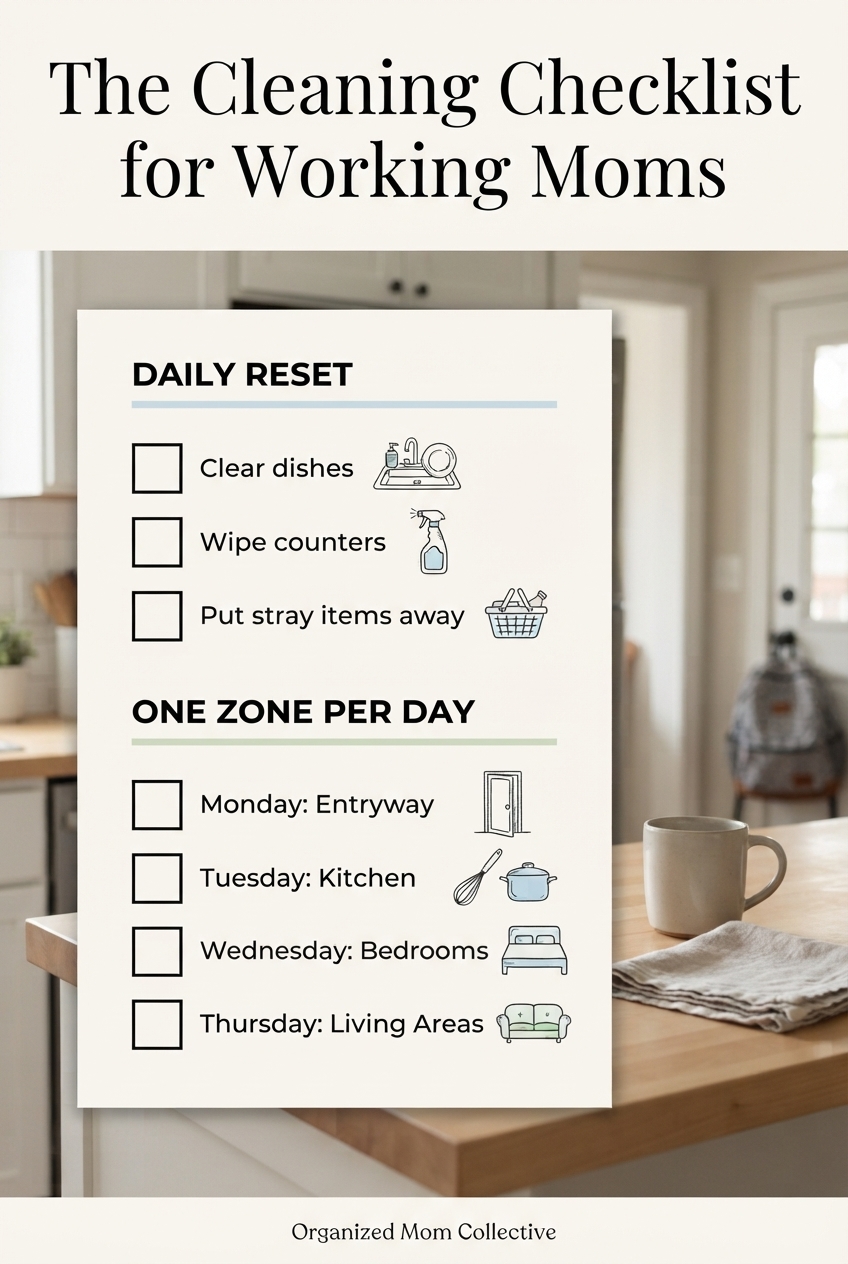 The Cleaning Checklist
for Working Moms
DAILY RESET
Clear dishes
Wipe counters
Put stray items away
ONE ZONE PER DAY
Monday: Entryway
Tuesday: Kitchen
Wednesday: Bedrooms
Thursday: Living Areas
Organized Mom Collective